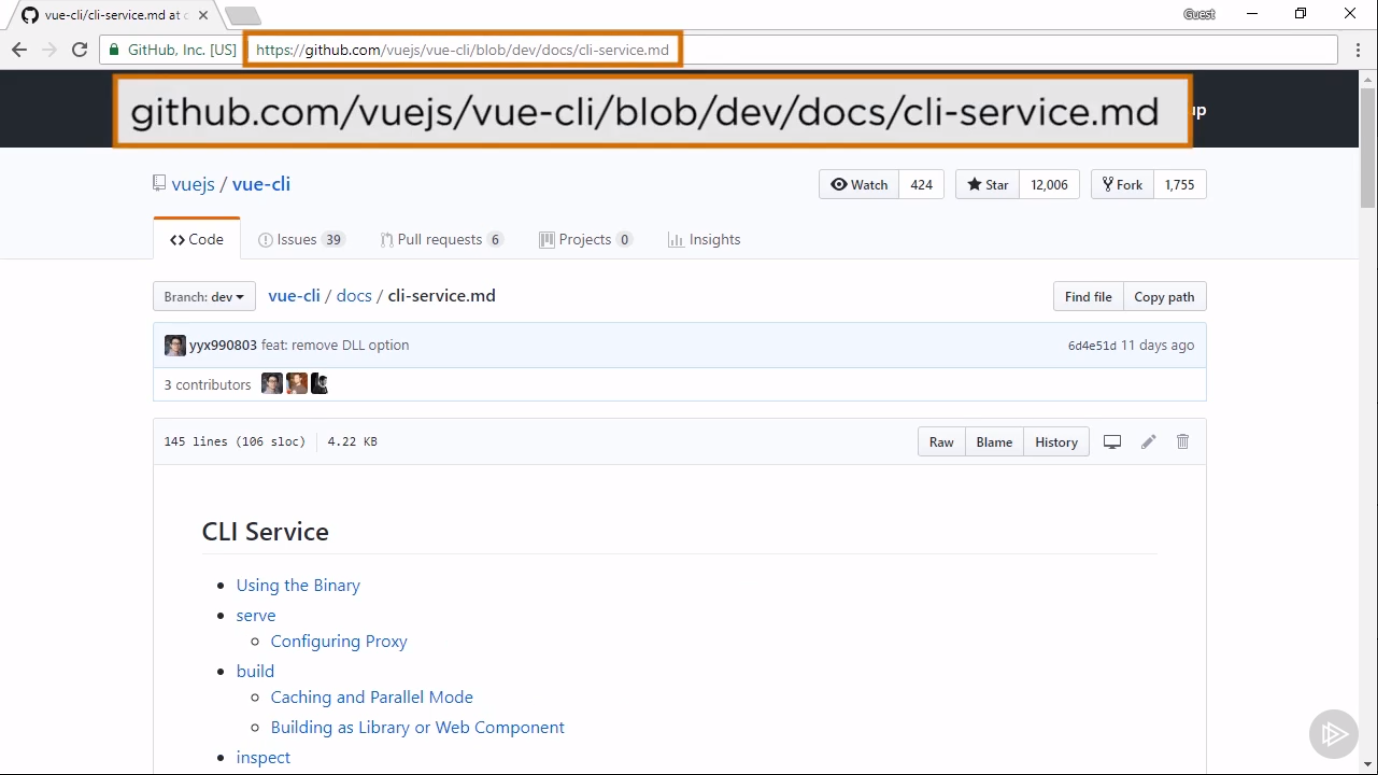 vue-cli/cli-service.md at
Guest
GitHub, Inc. [US] https://github.com/vuejs/vue-cli/blob/dev/docs/cli-service.md
github.com/vuejs/vue-cli/blob/dev/docs/cli-service.md
up
vuejs / vue-cli
Watch 424 Star 12,006 Fork 1,755
Code Issues 39 Pull requests 6 Projects 0 Insights
Branch: dev vue-cli / docs / cli-service.md Find file Copy path
yyx990803 feat: remove DLL option 6d4e51d 11 days ago
3 contributors
145 lines (106 sloc) 4.22 KB Raw Blame History
CLI Service
Using the Binary
serve
Configuring Proxy
build
Caching and Parallel Mode
Building as Library or Web Component
inspect